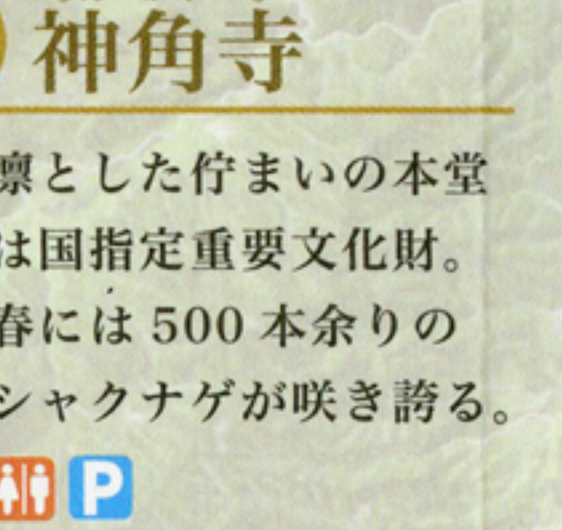 神角寺
凛とした佇まいの本堂
は国指定重要文化財。
春には500本余りの
シャクナゲが咲き誇る。
P